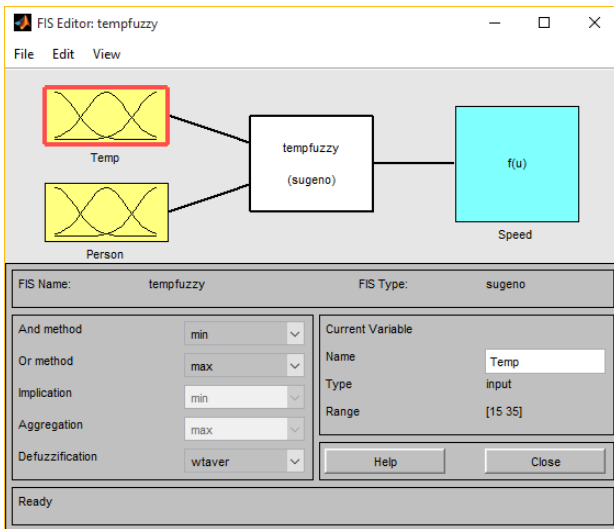 FIS Editor: tempfuzzy
File Edit View
Temp
Person
tempfuzzy
(sugeno)
f(u)
Speed
FIS Name: tempfuzzy FIS Type: sugeno
And method min
Or method max
Implication min
Aggregation max
Defuzzification wtaver
Current Variable
Name Temp
Type input
Range [15 35]
Help Close
Ready